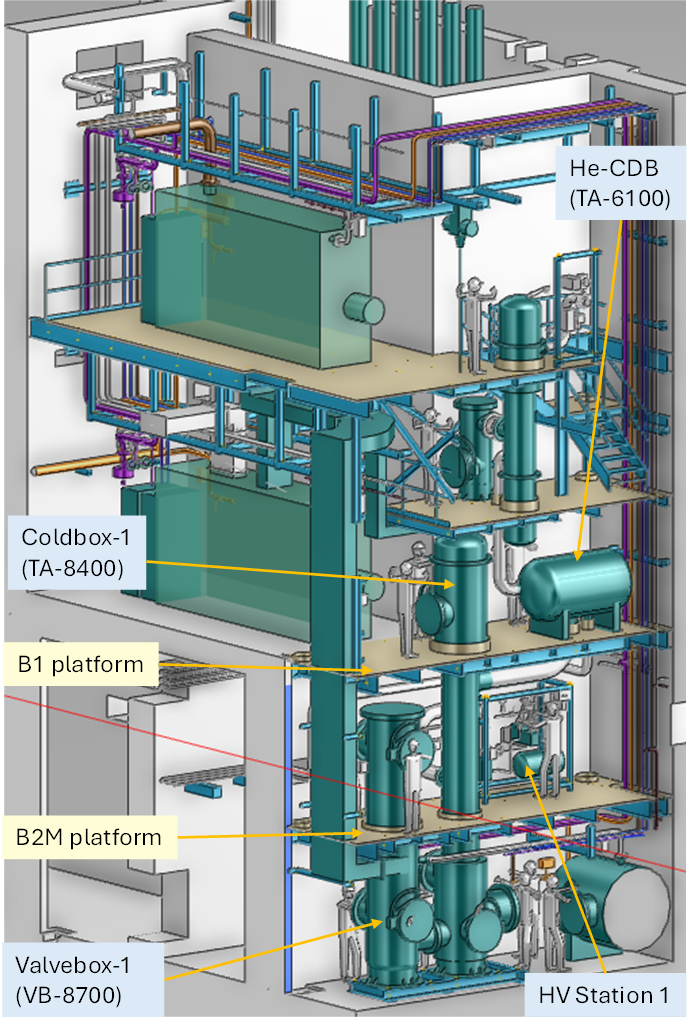 He-CDB
(TA-6100)
Coldbox-1
(TA-8400)
B1 platform
B2M platform
Valvebox-1
(VB-8700)
HV Station 1